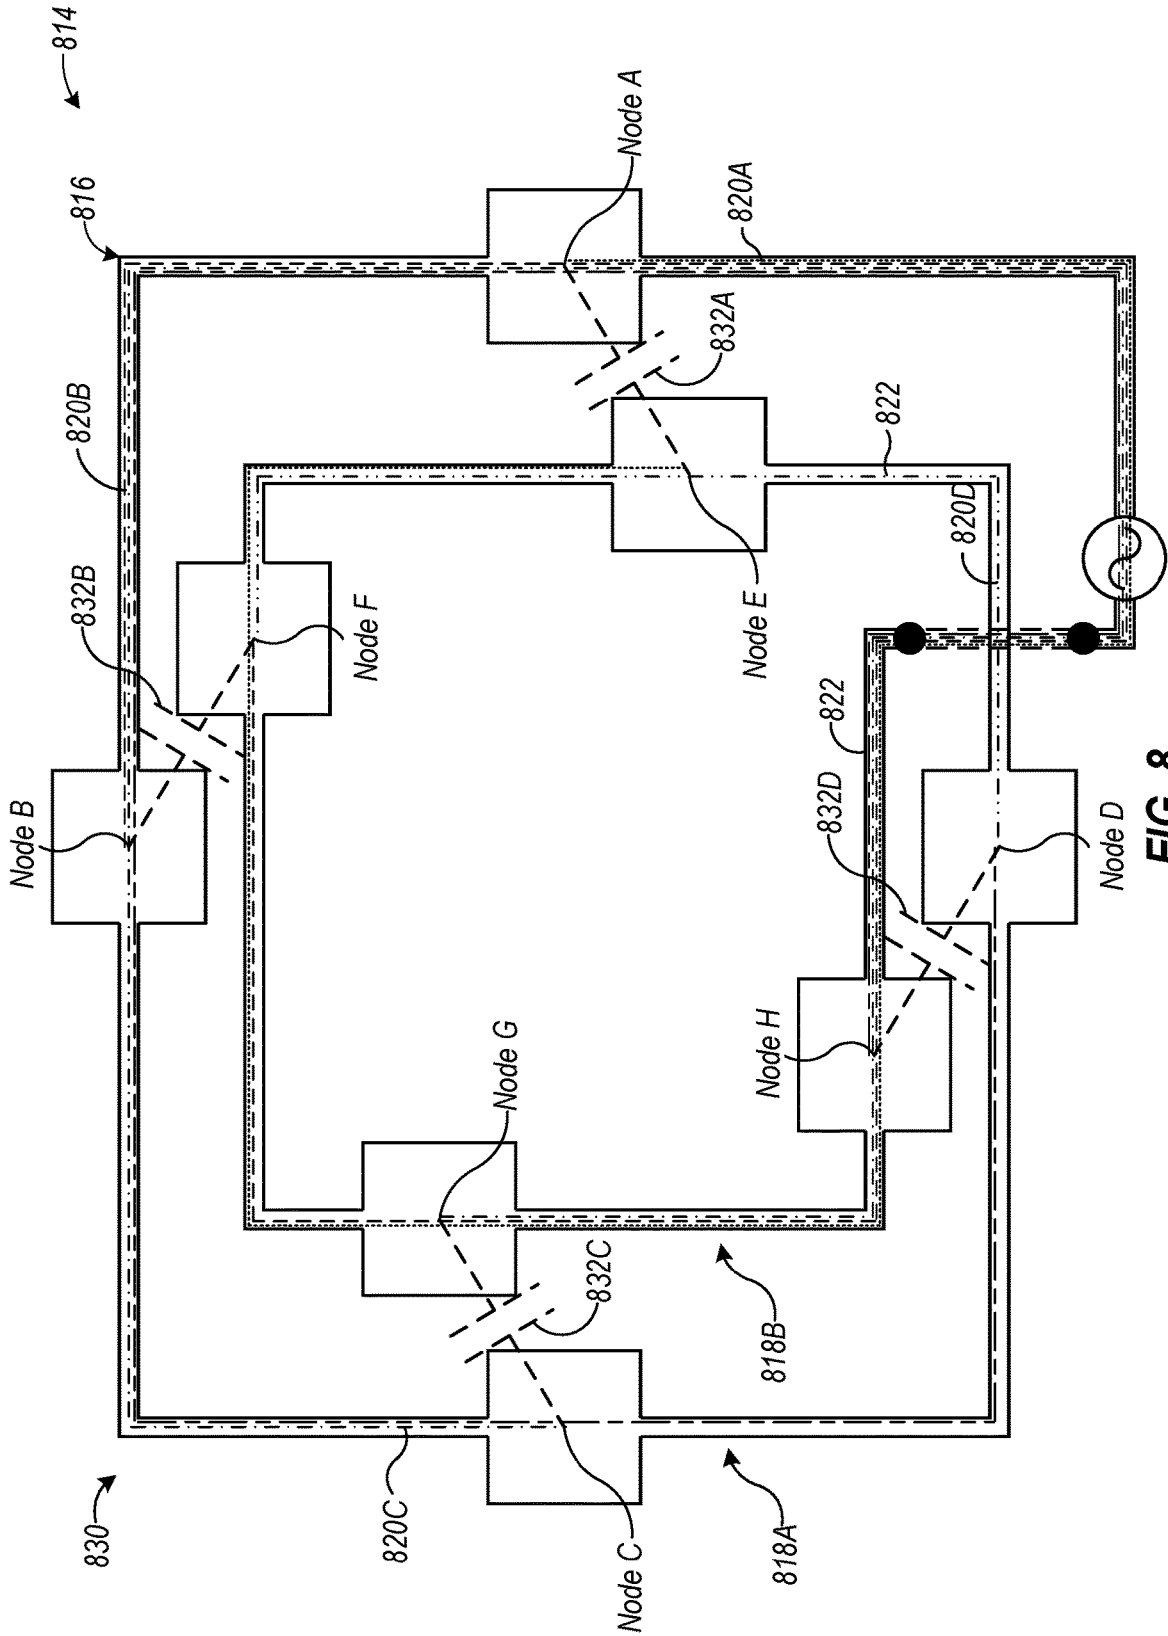 Node B
814
830
832B
820B
816
Node F
820C
Node G
Node C
832C
Node A
832A
820A
818A
818B
Node H
Node E
832D
822
822
820D
Node D
FIG. 8